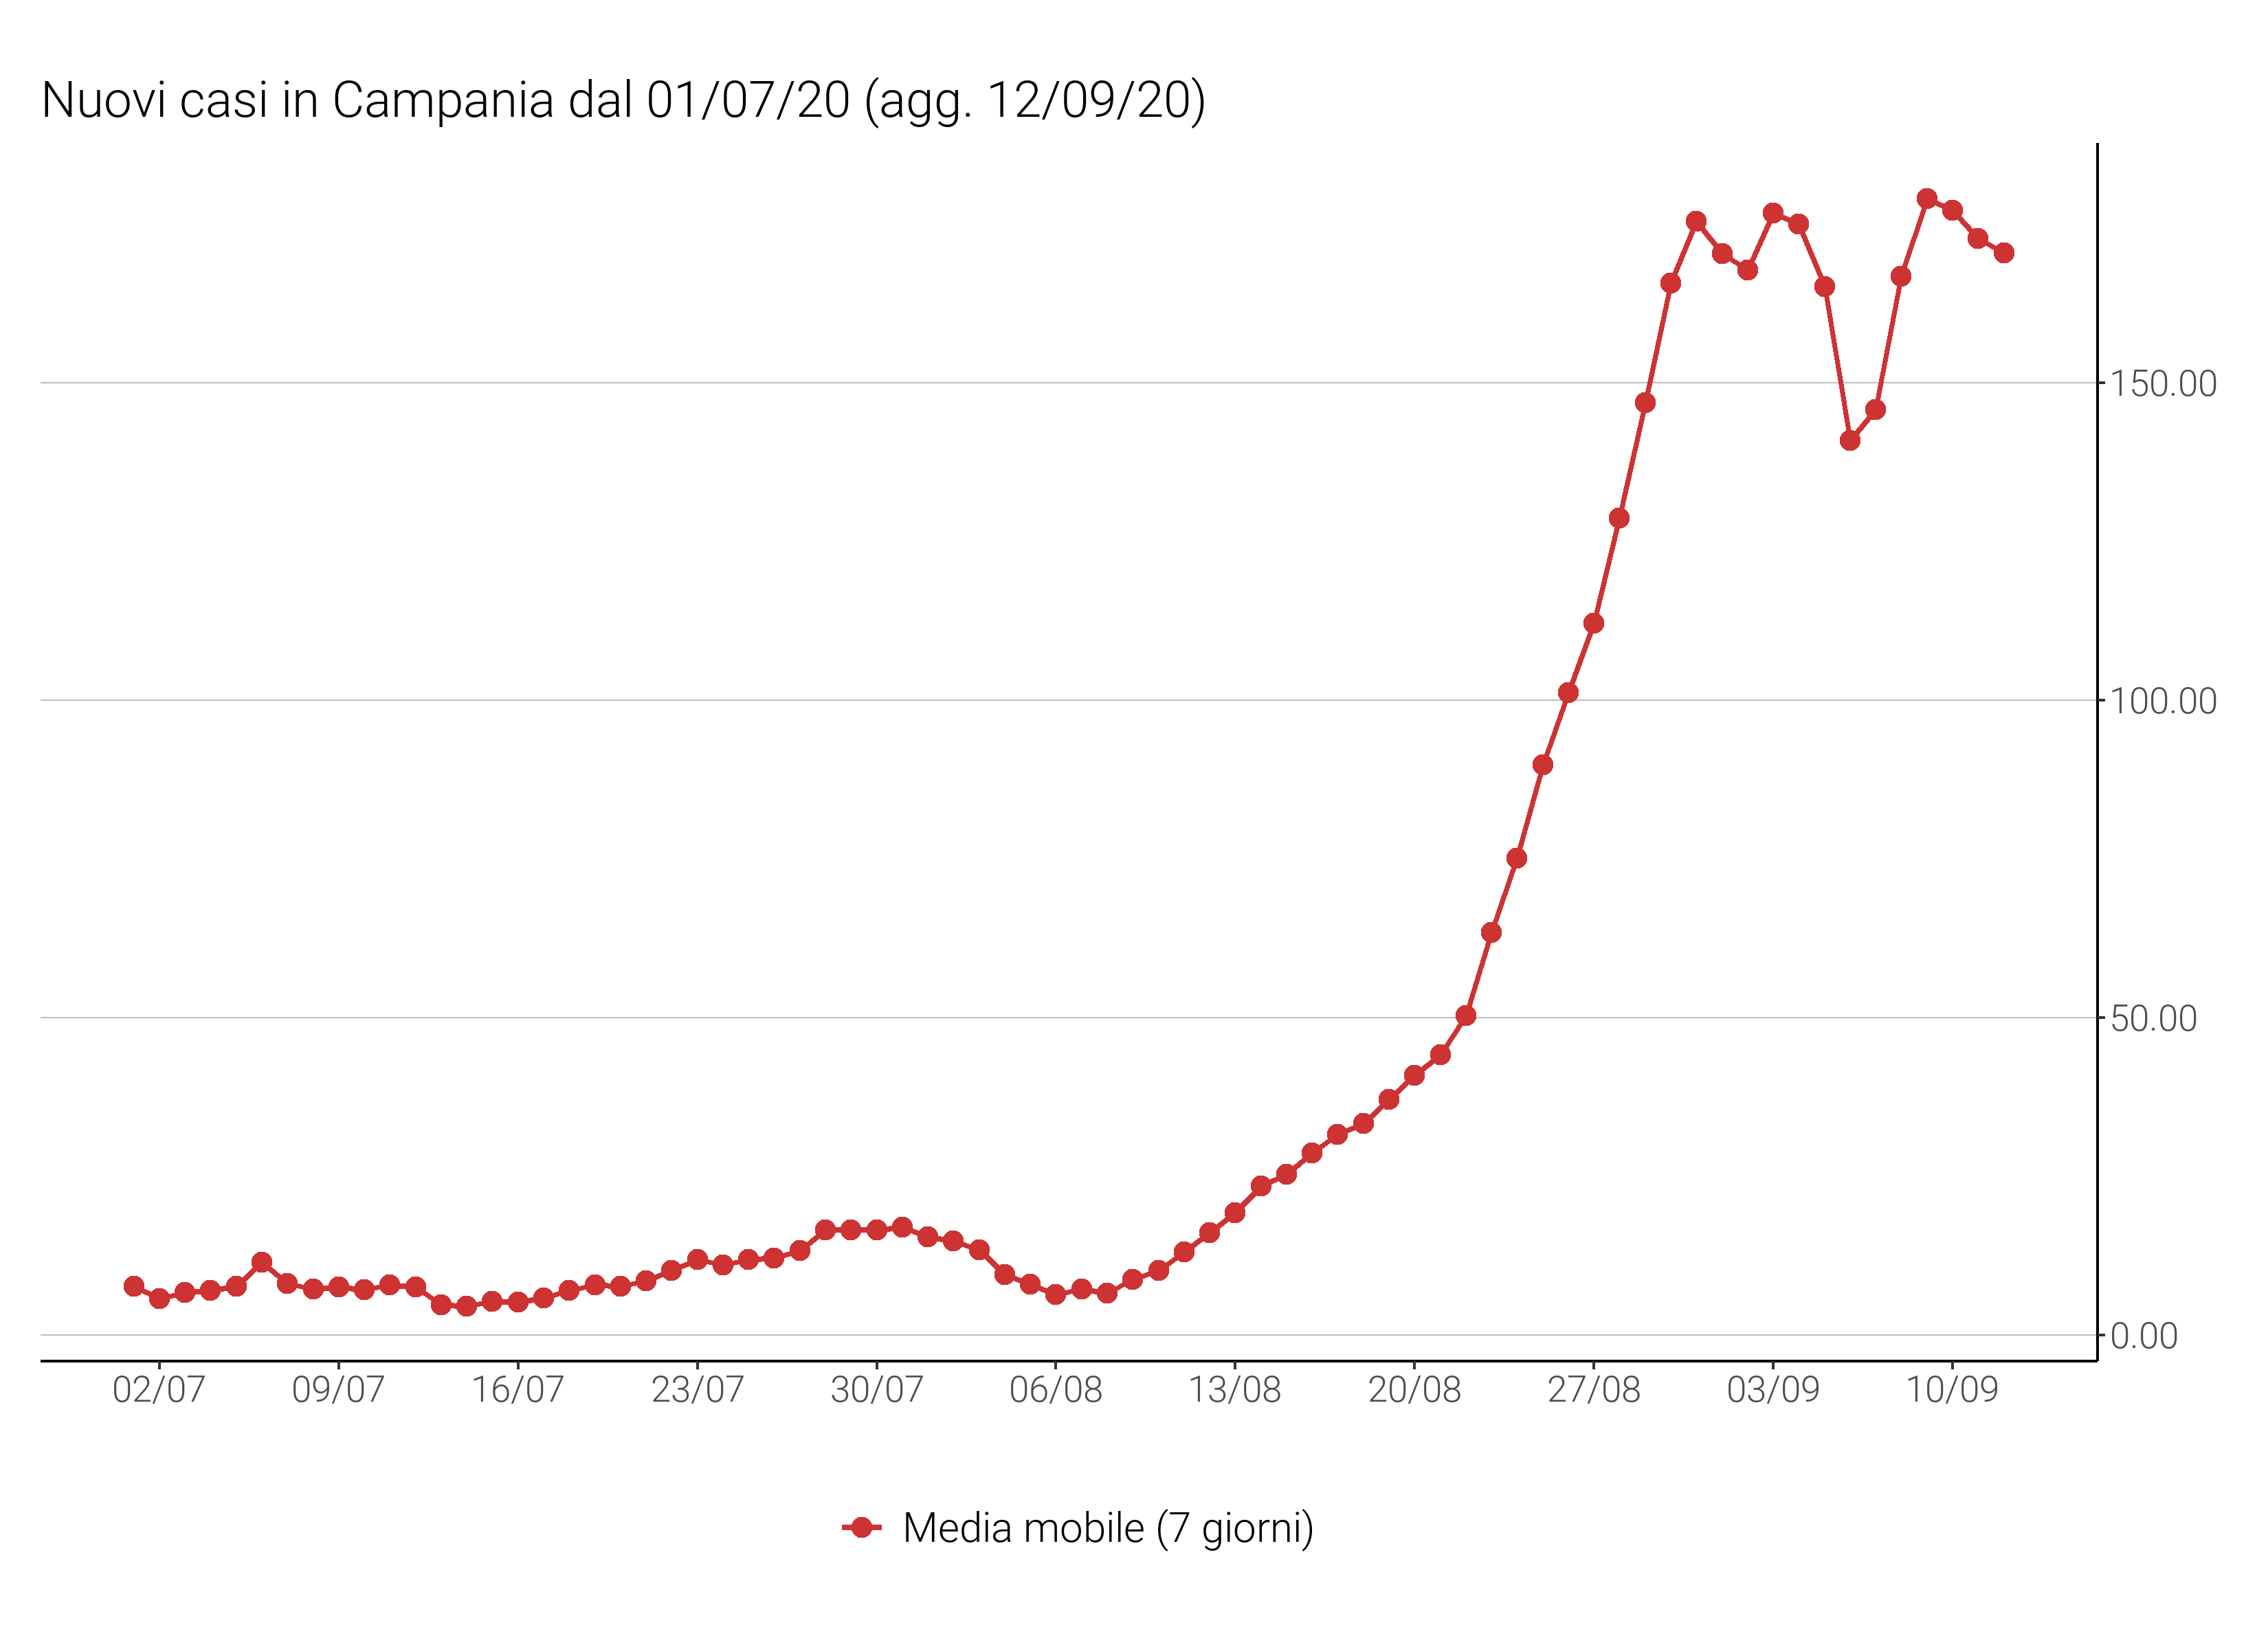 Nuovi casi in Campania dal 01/07/20 (agg. 12/09/20)
150.00
100.00
50.00
0.00
02/07 09/07 16/07 23/07 30/07 06/08 13/08 20/08 27/08 03/09 10/09
Media mobile (7 giorni)